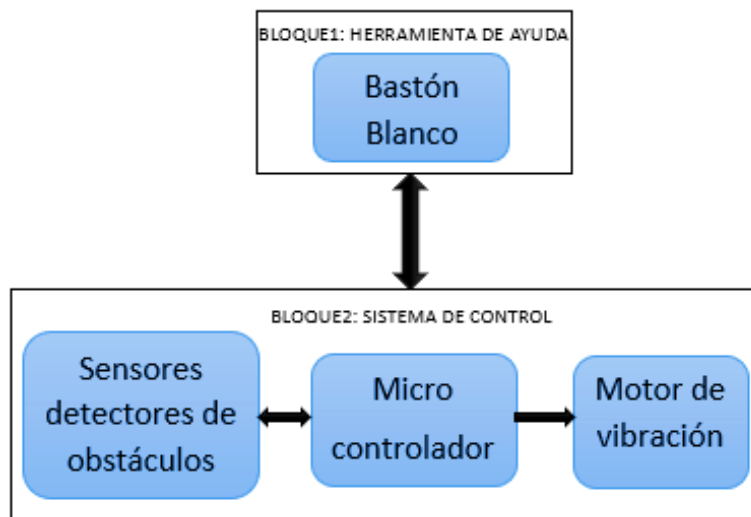 BLOQUE1: HERRAMIENTA DE AYUDA
Bastón
Blanco
BLOQUE2: SISTEMA DE CONTROL
Sensores
detectores de
obstáculos
Micro
controlador
Motor de
vibración